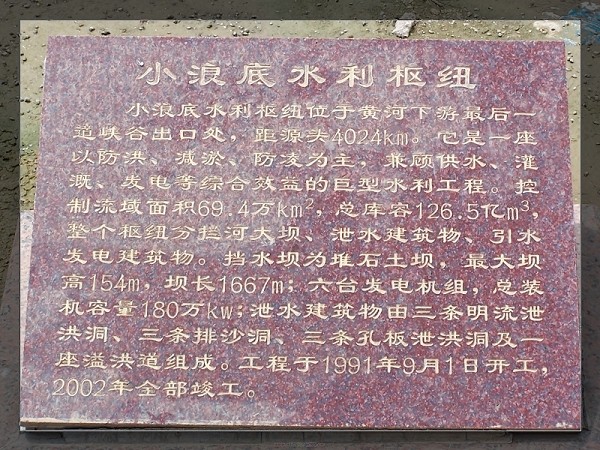 小浪底水利枢纽
小浪底水利枢纽位于黄河下游最后一
道峡谷出口处，距源头4024km。它是一座
以防洪、减淤、防凌为主，兼顾供水、灌
溉、发电等综合效益的巨型水利工程。控
制流域面积69.4万km²，总库容126.5亿m³，
整个枢纽分拦河大坝、泄水建筑物、引水
发电建筑物。挡水坝为堆石土坝，最大坝
高154m，坝长1667m；六台发电机组，总装
机容量180万kw；泄水建筑物由三条明流泄
洪洞、三条排沙洞、三条孔板泄洪洞及一
座溢洪道组成。工程于1991年9月1日开工，
2002年全部竣工。